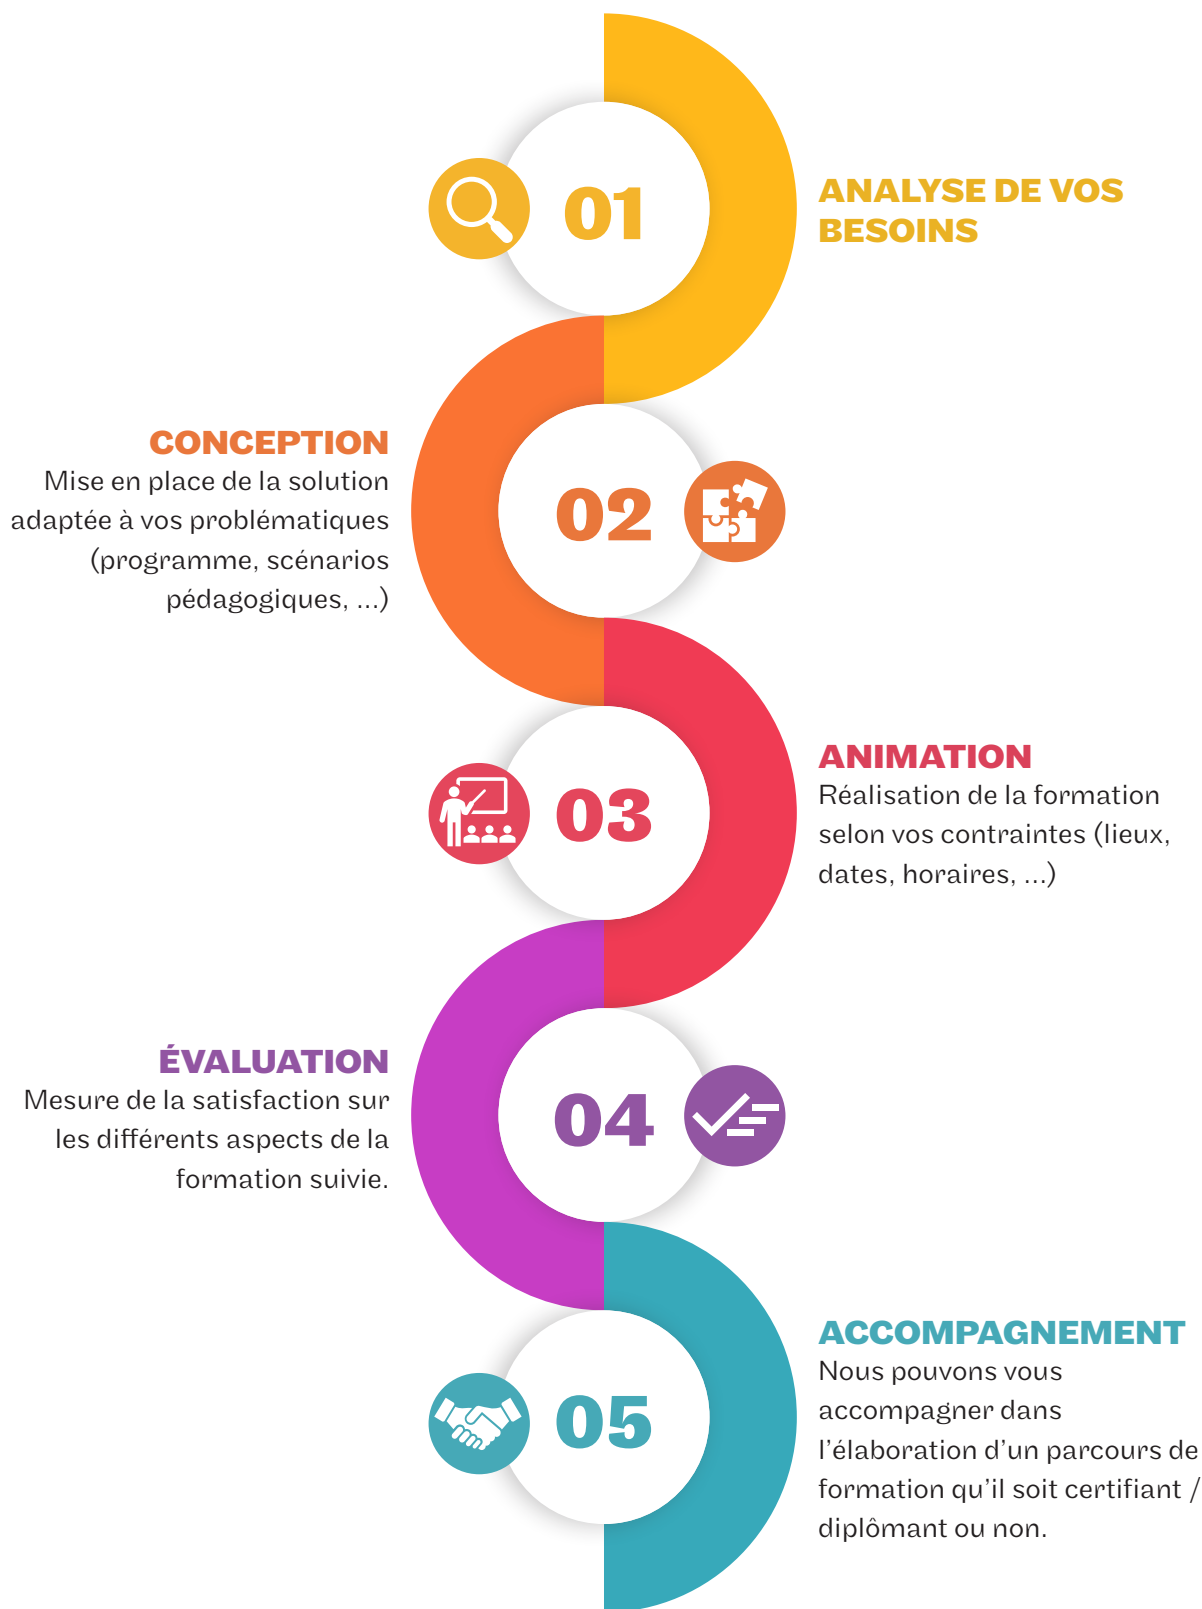 01
ANALYSE DE VOS
BESOINS
CONCEPTION
Mise en place de la solution
adaptée à vos problématiques
(programme, scénarios
pédagogiques, ...)
02
03
ANIMATION
Réalisation de la formation
selon vos contraintes (lieux,
dates, horaires, ...)
ÉVALUATION
Mesure de la satisfaction sur
les différents aspects de la
formation suivie.
04
05
ACCOMPAGNEMENT
Nous pouvons vous
accompagner dans
l’élaboration d’un parcours de
formation qu’il soit certifiant /
diplômant ou non.